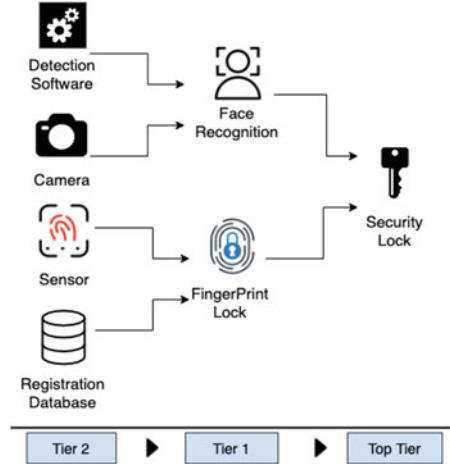 Detection
Software
Face
Recognition
Camera
Security
Lock
Sensor
FingerPrint
Lock
Registration
Database
Tier 2
Tier 1
Top Tier